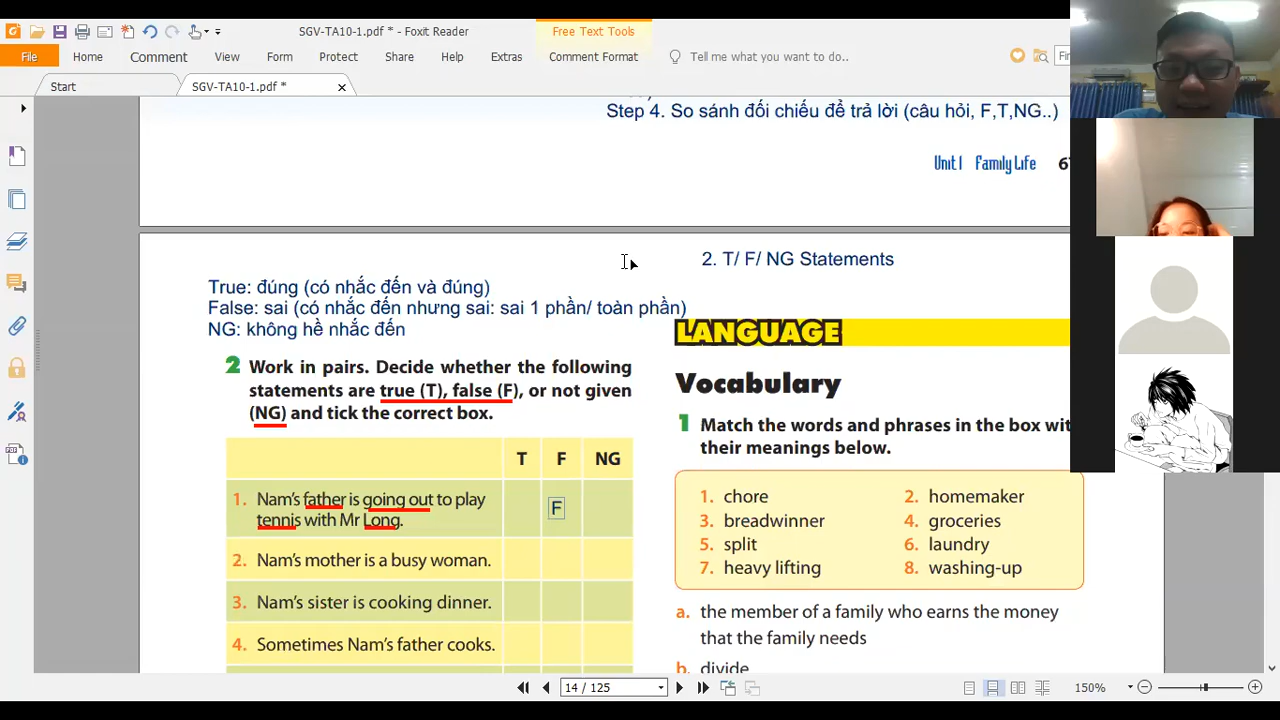 SGV-TA10-1.pdf * - Foxit Reader
Free Text Tools
File
Home
Comment
View
Form
Protect
Share
Help
Extras
Comment Format
Tell me what you want to do..
Start
SGV-TA10-1.pdf *
Step 4. So sánh đối chiếu để trả lời (câu hỏi, F,T,NG..)
Unit 1 Family Life
2. T/ F/ NG Statements
True: đúng (có nhắc đến và đúng)
False: sai (có nhắc đến nhưng sai: sai 1 phần/ toàn phần)
NG: không hề nhắc đến
2 Work in pairs. Decide whether the following
statements are true (T), false (F), or not given
(NG) and tick the correct box.
T F NG
1. Nam's father is going out to play
tennis with Mr Long.
F
2. Nam's mother is a busy woman.
3. Nam's sister is cooking dinner.
4. Sometimes Nam's father cooks.
LANGUAGE
Vocabulary
1 Match the words and phrases in the box
their meanings below.
1. chore 2. homemaker
3. breadwinner 4. groceries
5. split 6. laundry
7. heavy lifting 8. washing-up
a. the member of a family who earns the money
that the family needs
b. divide
14 / 125
150%